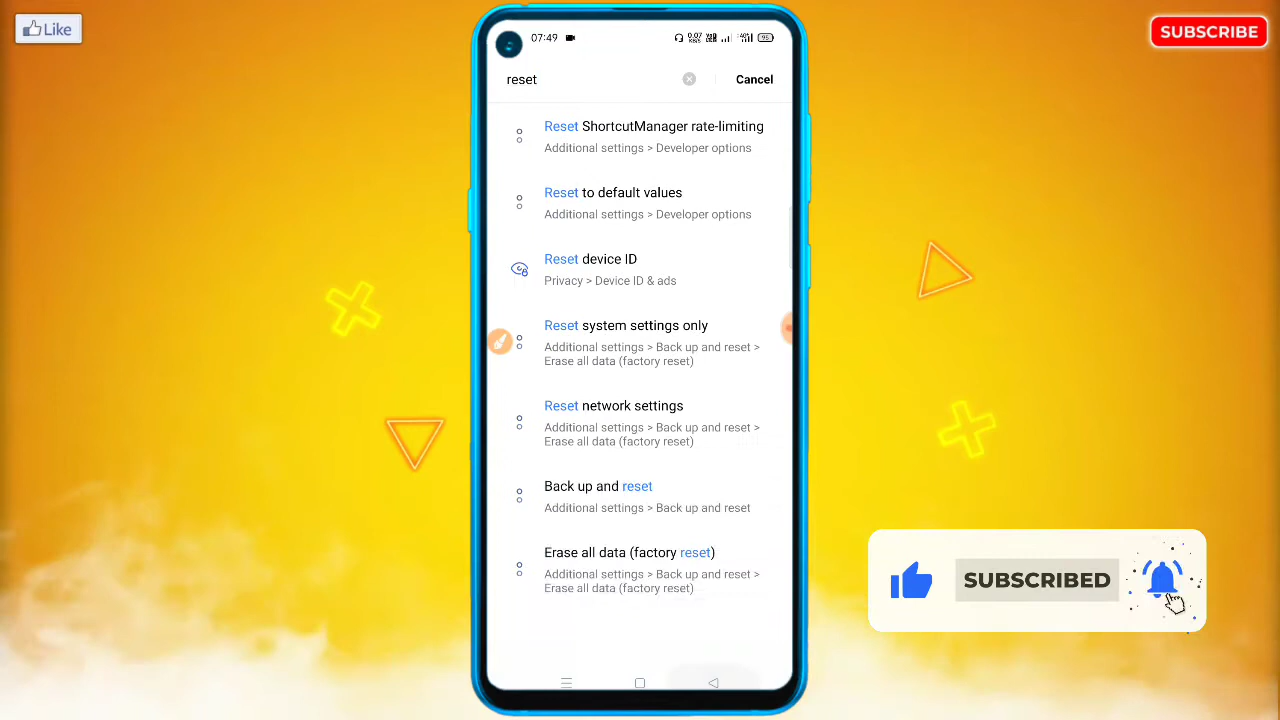 Like
SUBSCRIBE
07:49
reset
Cancel
Reset ShortcutManager rate-limiting
Additional settings > Developer options
Reset to default values
Additional settings > Developer options
Reset device ID
Privacy > Device ID & ads
Reset system settings only
Additional settings > Back up and reset >
Erase all data (factory reset)
Reset network settings
Additional settings > Back up and reset >
Erase all data (factory reset)
Back up and reset
Additional settings > Back up and reset
Erase all data (factory reset)
Additional settings > Back up and reset >
Erase all data (factory reset)
SUBSCRIBED